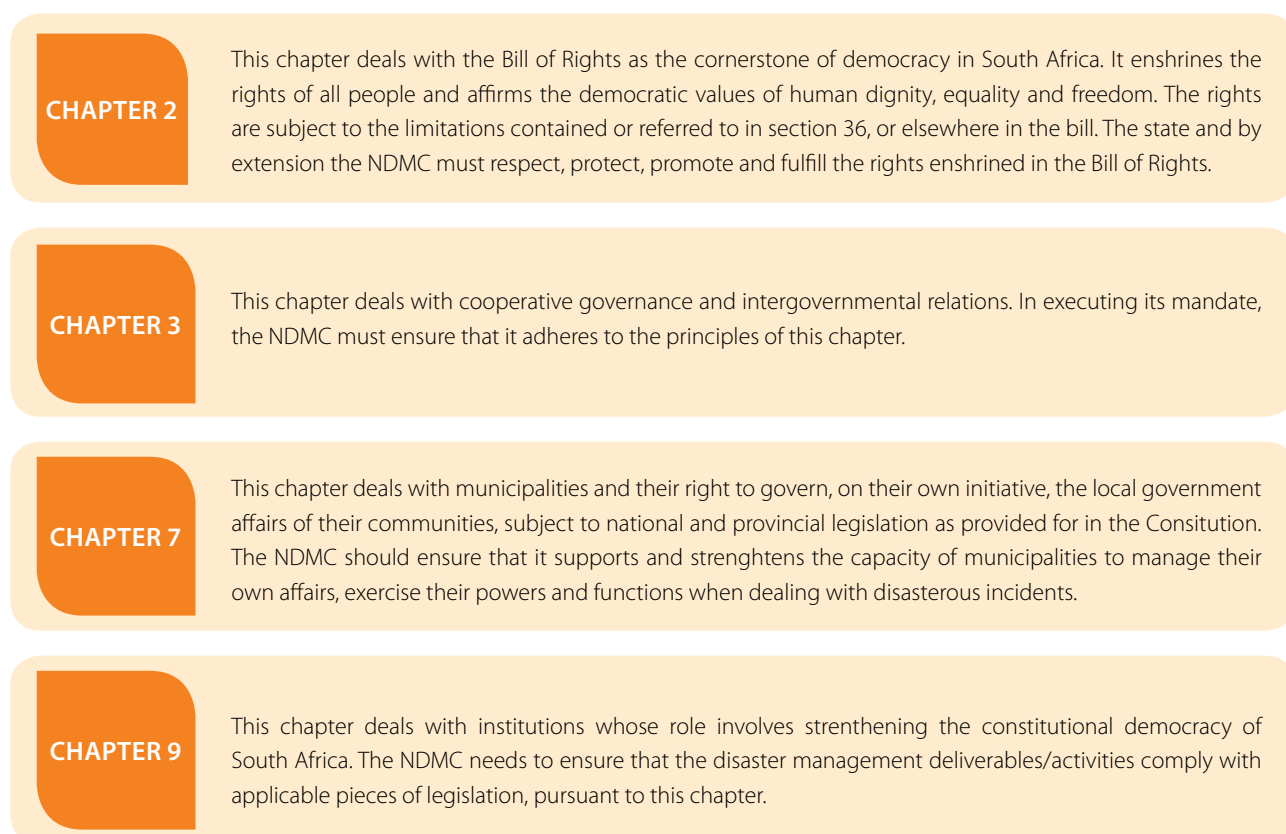 CHAPTER 2
This chapter deals with the Bill of Rights as the cornerstone of democracy in South Africa. It enshrines the
rights of all people and affirms the democratic values of human dignity, equality and freedom. The rights
are subject to the limitations contained or referred to in section 36, or elsewhere in the bill. The state and by
extension the NDMC must respect, protect, promote and fulfill the rights enshrined in the Bill of Rights.
CHAPTER 3
This chapter deals with cooperative governance and intergovernmental relations. In executing its mandate,
the NDMC must ensure that it adheres to the principles of this chapter.
CHAPTER 7
This chapter deals with municipalities and their right to govern, on their own initiative, the local government
affairs of their communities, subject to national and provincial legislation as provided for in the Consitution.
The NDMC should ensure that it supports and strenghtens the capacity of municipalities to manage their
own affairs, exercise their powers and functions when dealing with disasterous incidents.
CHAPTER 9
This chapter deals with institutions whose role involves strenthening the constitutional democracy of
South Africa. The NDMC needs to ensure that the disaster management deliverables/activities comply with
applicable pieces of legislation, pursuant to this chapter.